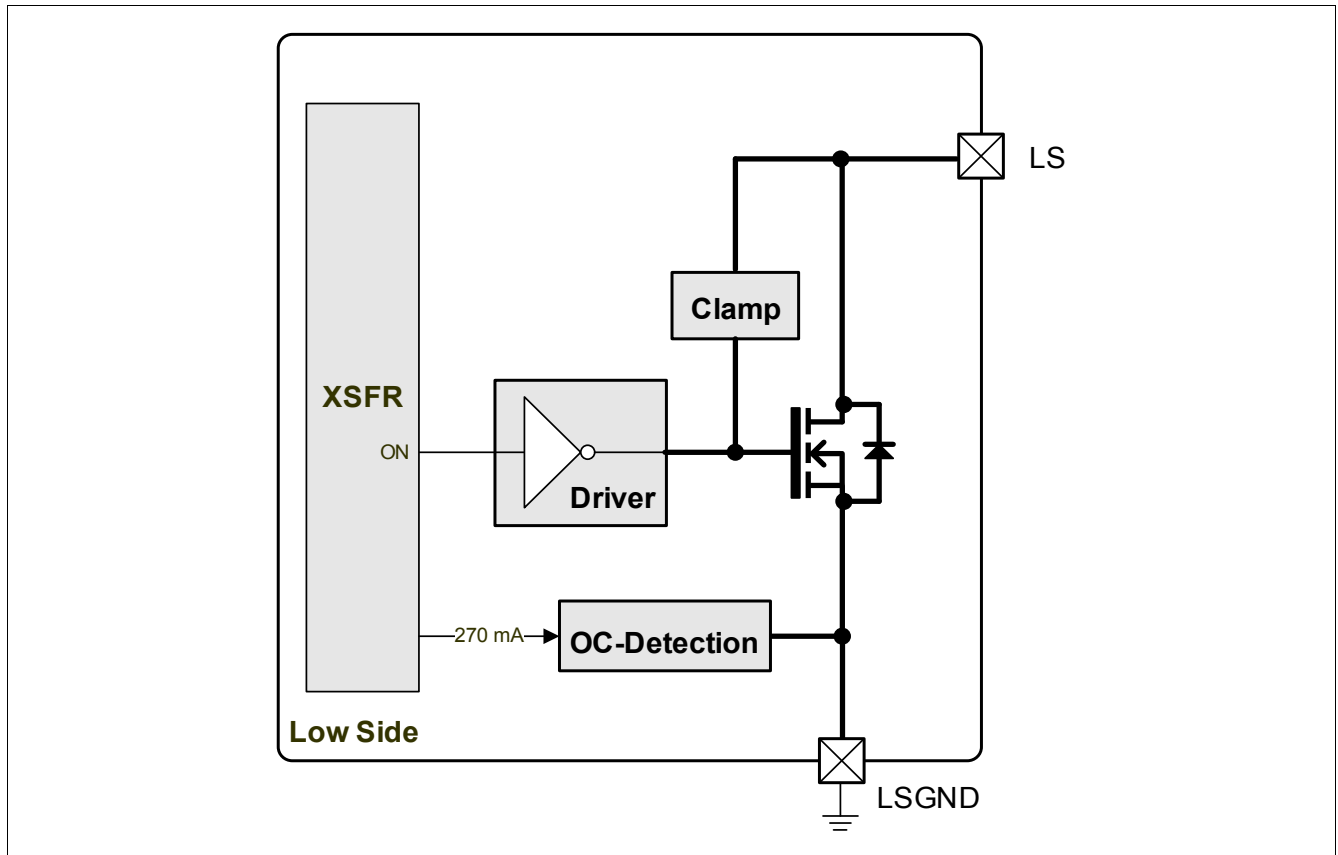 LS
Clamp
XSFR
ON
Driver
270 mA
OC-Detection
Low Side
LSGND